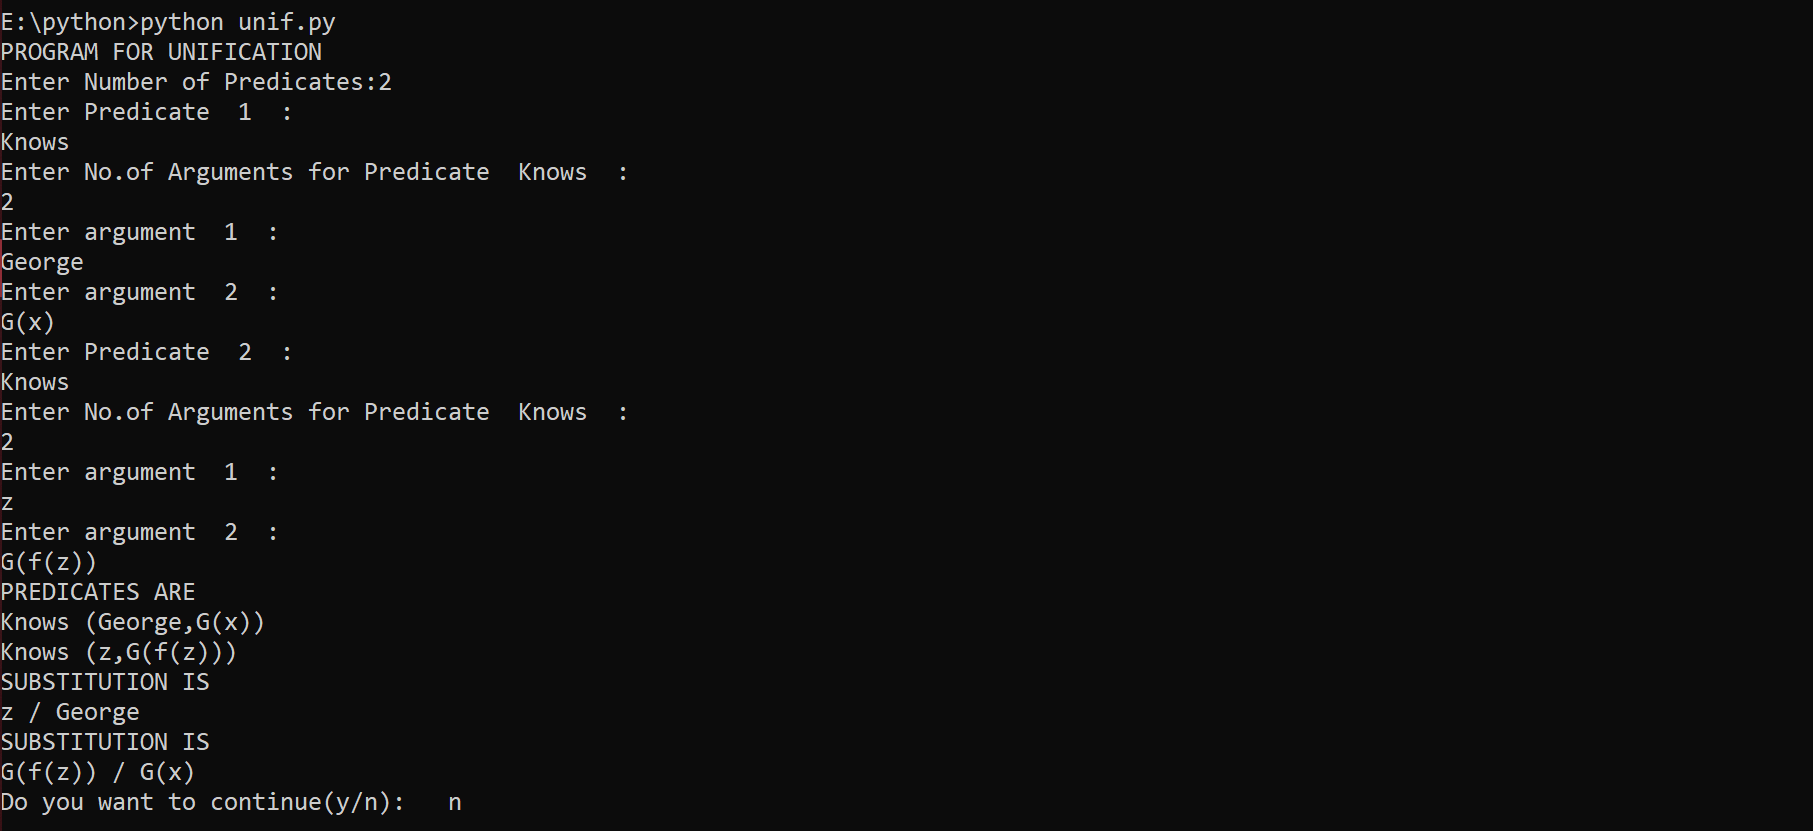 E:\python>python unif.py
PROGRAM FOR UNIFICATION
Enter Number of Predicates:2
Enter Predicate  1  :
Knows
Enter No.of Arguments for Predicate  Knows  :
2
Enter argument  1  :
George
Enter argument  2  :
G(x)
Enter Predicate  2  :
Knows
Enter No.of Arguments for Predicate  Knows  :
2
Enter argument  1  :
z
Enter argument  2  :
G(f(z))
PREDICATES ARE
Knows (George,G(x))
Knows (z,G(f(z)))
SUBSTITUTION IS
z / George
SUBSTITUTION IS
G(f(z)) / G(x)
Do you want to continue(y/n):   n